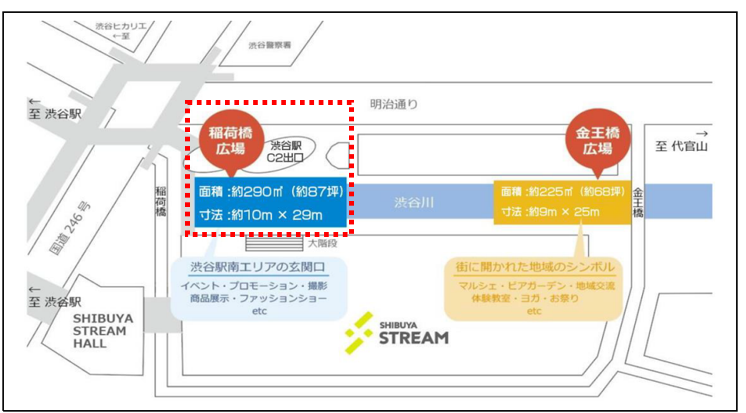 渋谷ヒカリエ
←至
渋谷警察署
←
至 渋谷駅
明治通り
稲荷橋
広場
渋谷駅
C2出口
金王橋
広場
→
至 代官山
面積:約290㎡(約87坪)
寸法:約10m × 29m
稲荷橋
渋谷川
面積:約225㎡(約68坪)
寸法:約9m × 25m
金王橋
国道 246 号
大階段
渋谷駅南エリアの玄関口
イベント・プロモーション・撮影
商品展示・ファッションショー
etc
街に開かれた地域のシンボル
マルシェ・ビアガーデン・地域交流
体験教室・ヨガ・お祭り
etc
←
至 渋谷駅
SHIBUYA
STREAM
HALL
SHIBUYA
STREAM